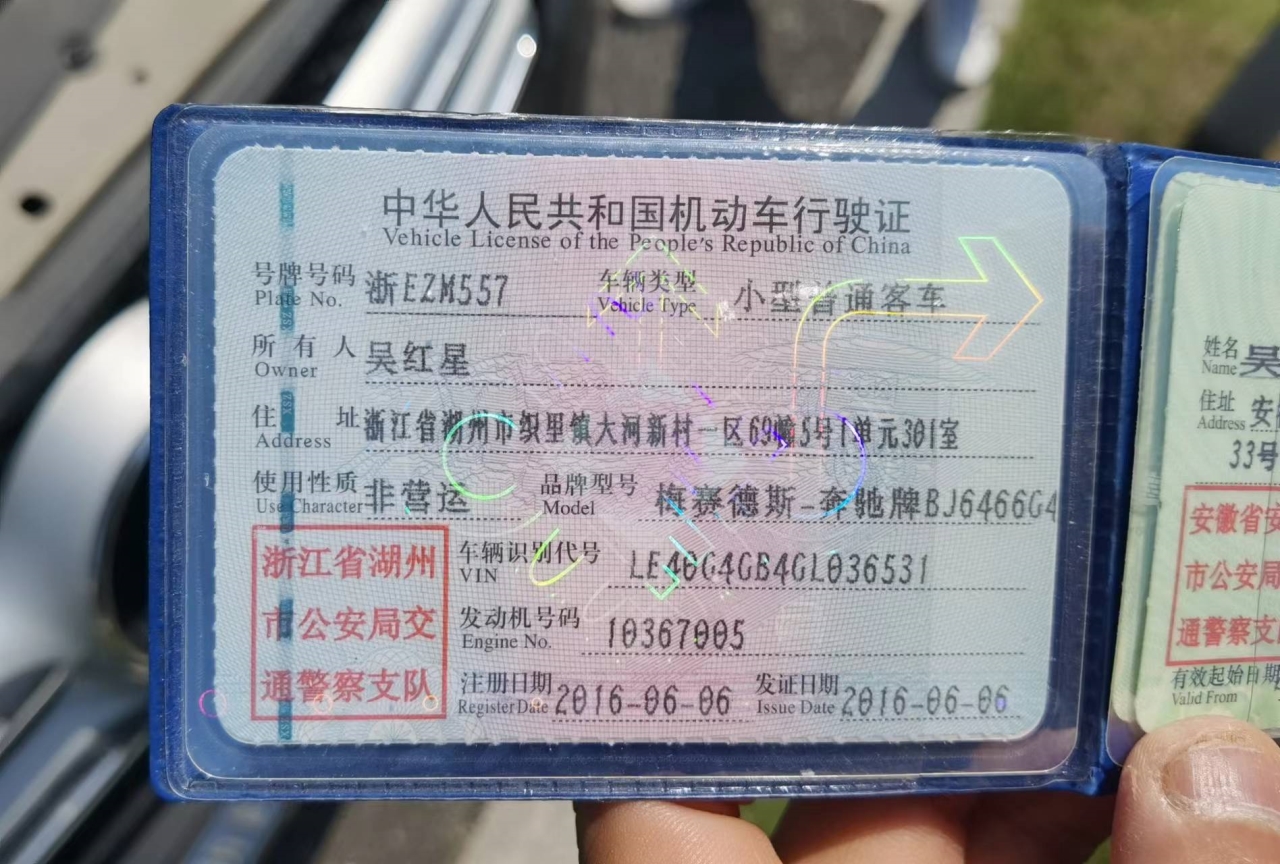 中华人民共和国机动车行驶证
Vehicle License of the People's Republic of China
号牌号码 浙EZM557 车辆类型 小型普通客车
Plate No. Vehicle Type
所有人 吴红星
Owner
住址 浙江省湖州市织里镇大河新村一区69幢5号1单元301室
Address
使用性质 非营运 品牌型号 梅赛德斯-奔驰牌BJ6466G4
Use Character Model
浙江省湖州
市公安局交
通警察支队
车辆识别代号 LE40G4GB4GL036531
VIN
发动机号码 10367005
Engine No.
注册日期 2016-06-06 发证日期 2016-06-06
Register Date Issue Date
姓名 吴
Name
住址 安
Address
33号
安徽省安
市公安局
通警察支
有效起始日期
Valid From